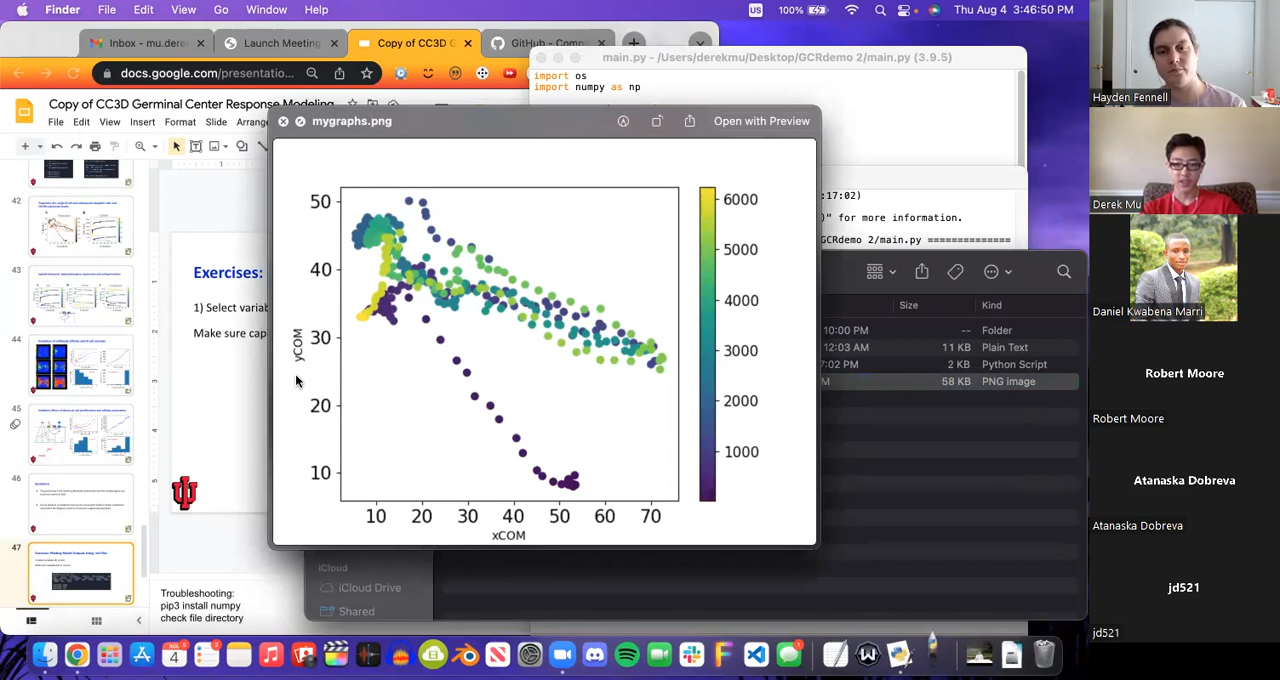 Finder File Edit View Go Window Help
US 100% Thu Aug 4 3:46:50 PM
Inbox - mu.dere
Launch Meeting
Copy of CC3D G
GitHub - Comp
docs.google.com/presentatio...
Copy of CC3D Germinal Center Response Modeling
File Edit View Insert Format Slide Arrange
main.py - /Users/derekmu/Desktop/GCRdemo 2/main.py (3.9.5)
import os
import numpy as np
:17:02)
)" for more information.
GCRdemo 2/main.py ==============
mygraphs.png
Open with Preview
50
40
30
20
10
yCOM
10 20 30 40 50 60 70
xCOM
6000
5000
4000
3000
2000
1000
42
43
44
45
46
47
Exercises:
1) Select variab
Make sure cap
Size Kind
10:00 PM -- Folder
12:03 AM 11 KB Plain Text
7:02 PM 2 KB Python Script
M 58 KB PNG image
iCloud
iCloud Drive
Shared
Troubleshooting:
pip3 install numpy
check file directory
Hayden Fennell
Derek Mu
Daniel Kwabena Marri
Robert Moore
Robert Moore
Atanaska Dobreva
Atanaska Dobreva
jd521
jd521